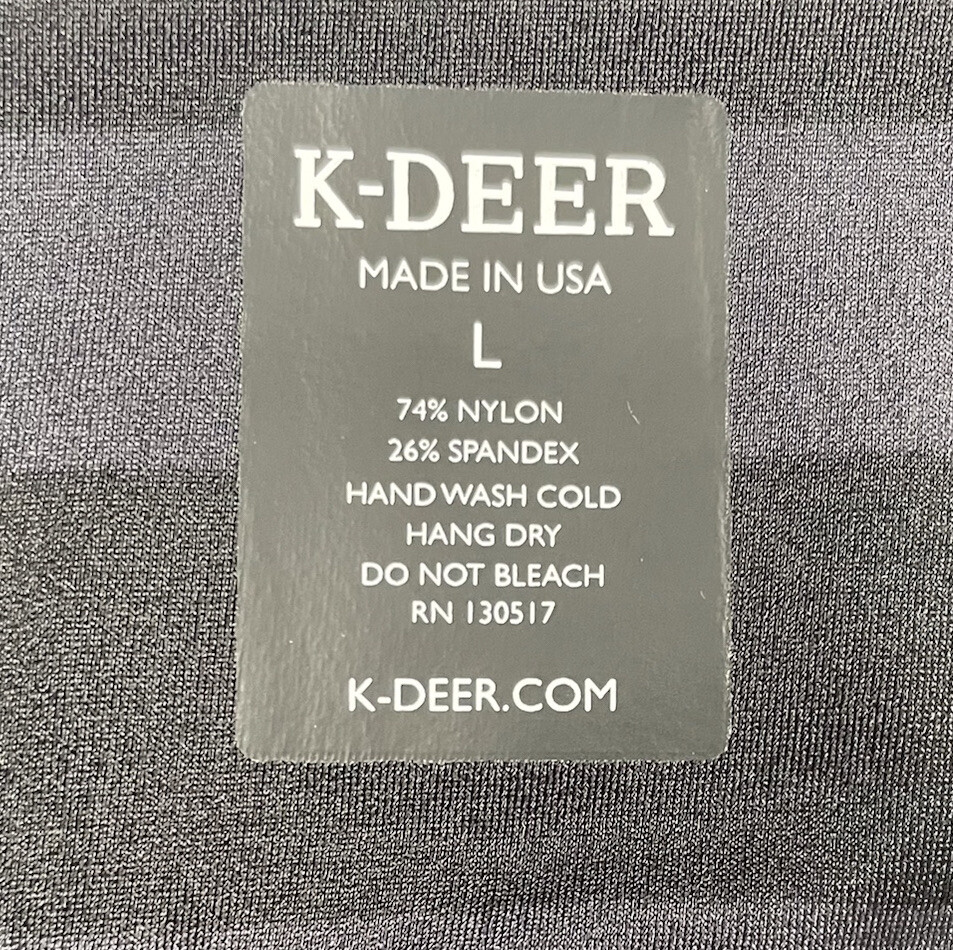 K-DEER
MADE IN USA
L
74% NYLON
26% SPANDEX
HAND WASH COLD
HANG DRY
DO NOT BLEACH
RN 130517
K-DEER.COM